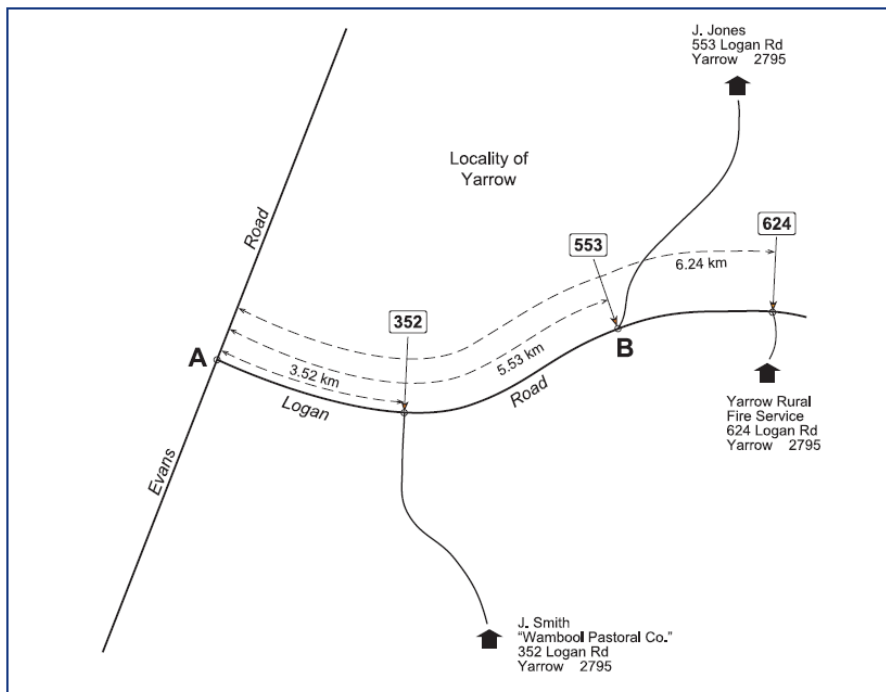 J. Jones
553 Logan Rd
Yarrow 2795
Locality of
Yarrow
Road
624
553
6.24 km
352
A
B
5.53 km
3.52 km
Logan
Road
Yarrow Rural
Fire Service
624 Logan Rd
Yarrow 2795
Evans
J. Smith
"Wambool Pastoral Co."
352 Logan Rd
Yarrow 2795